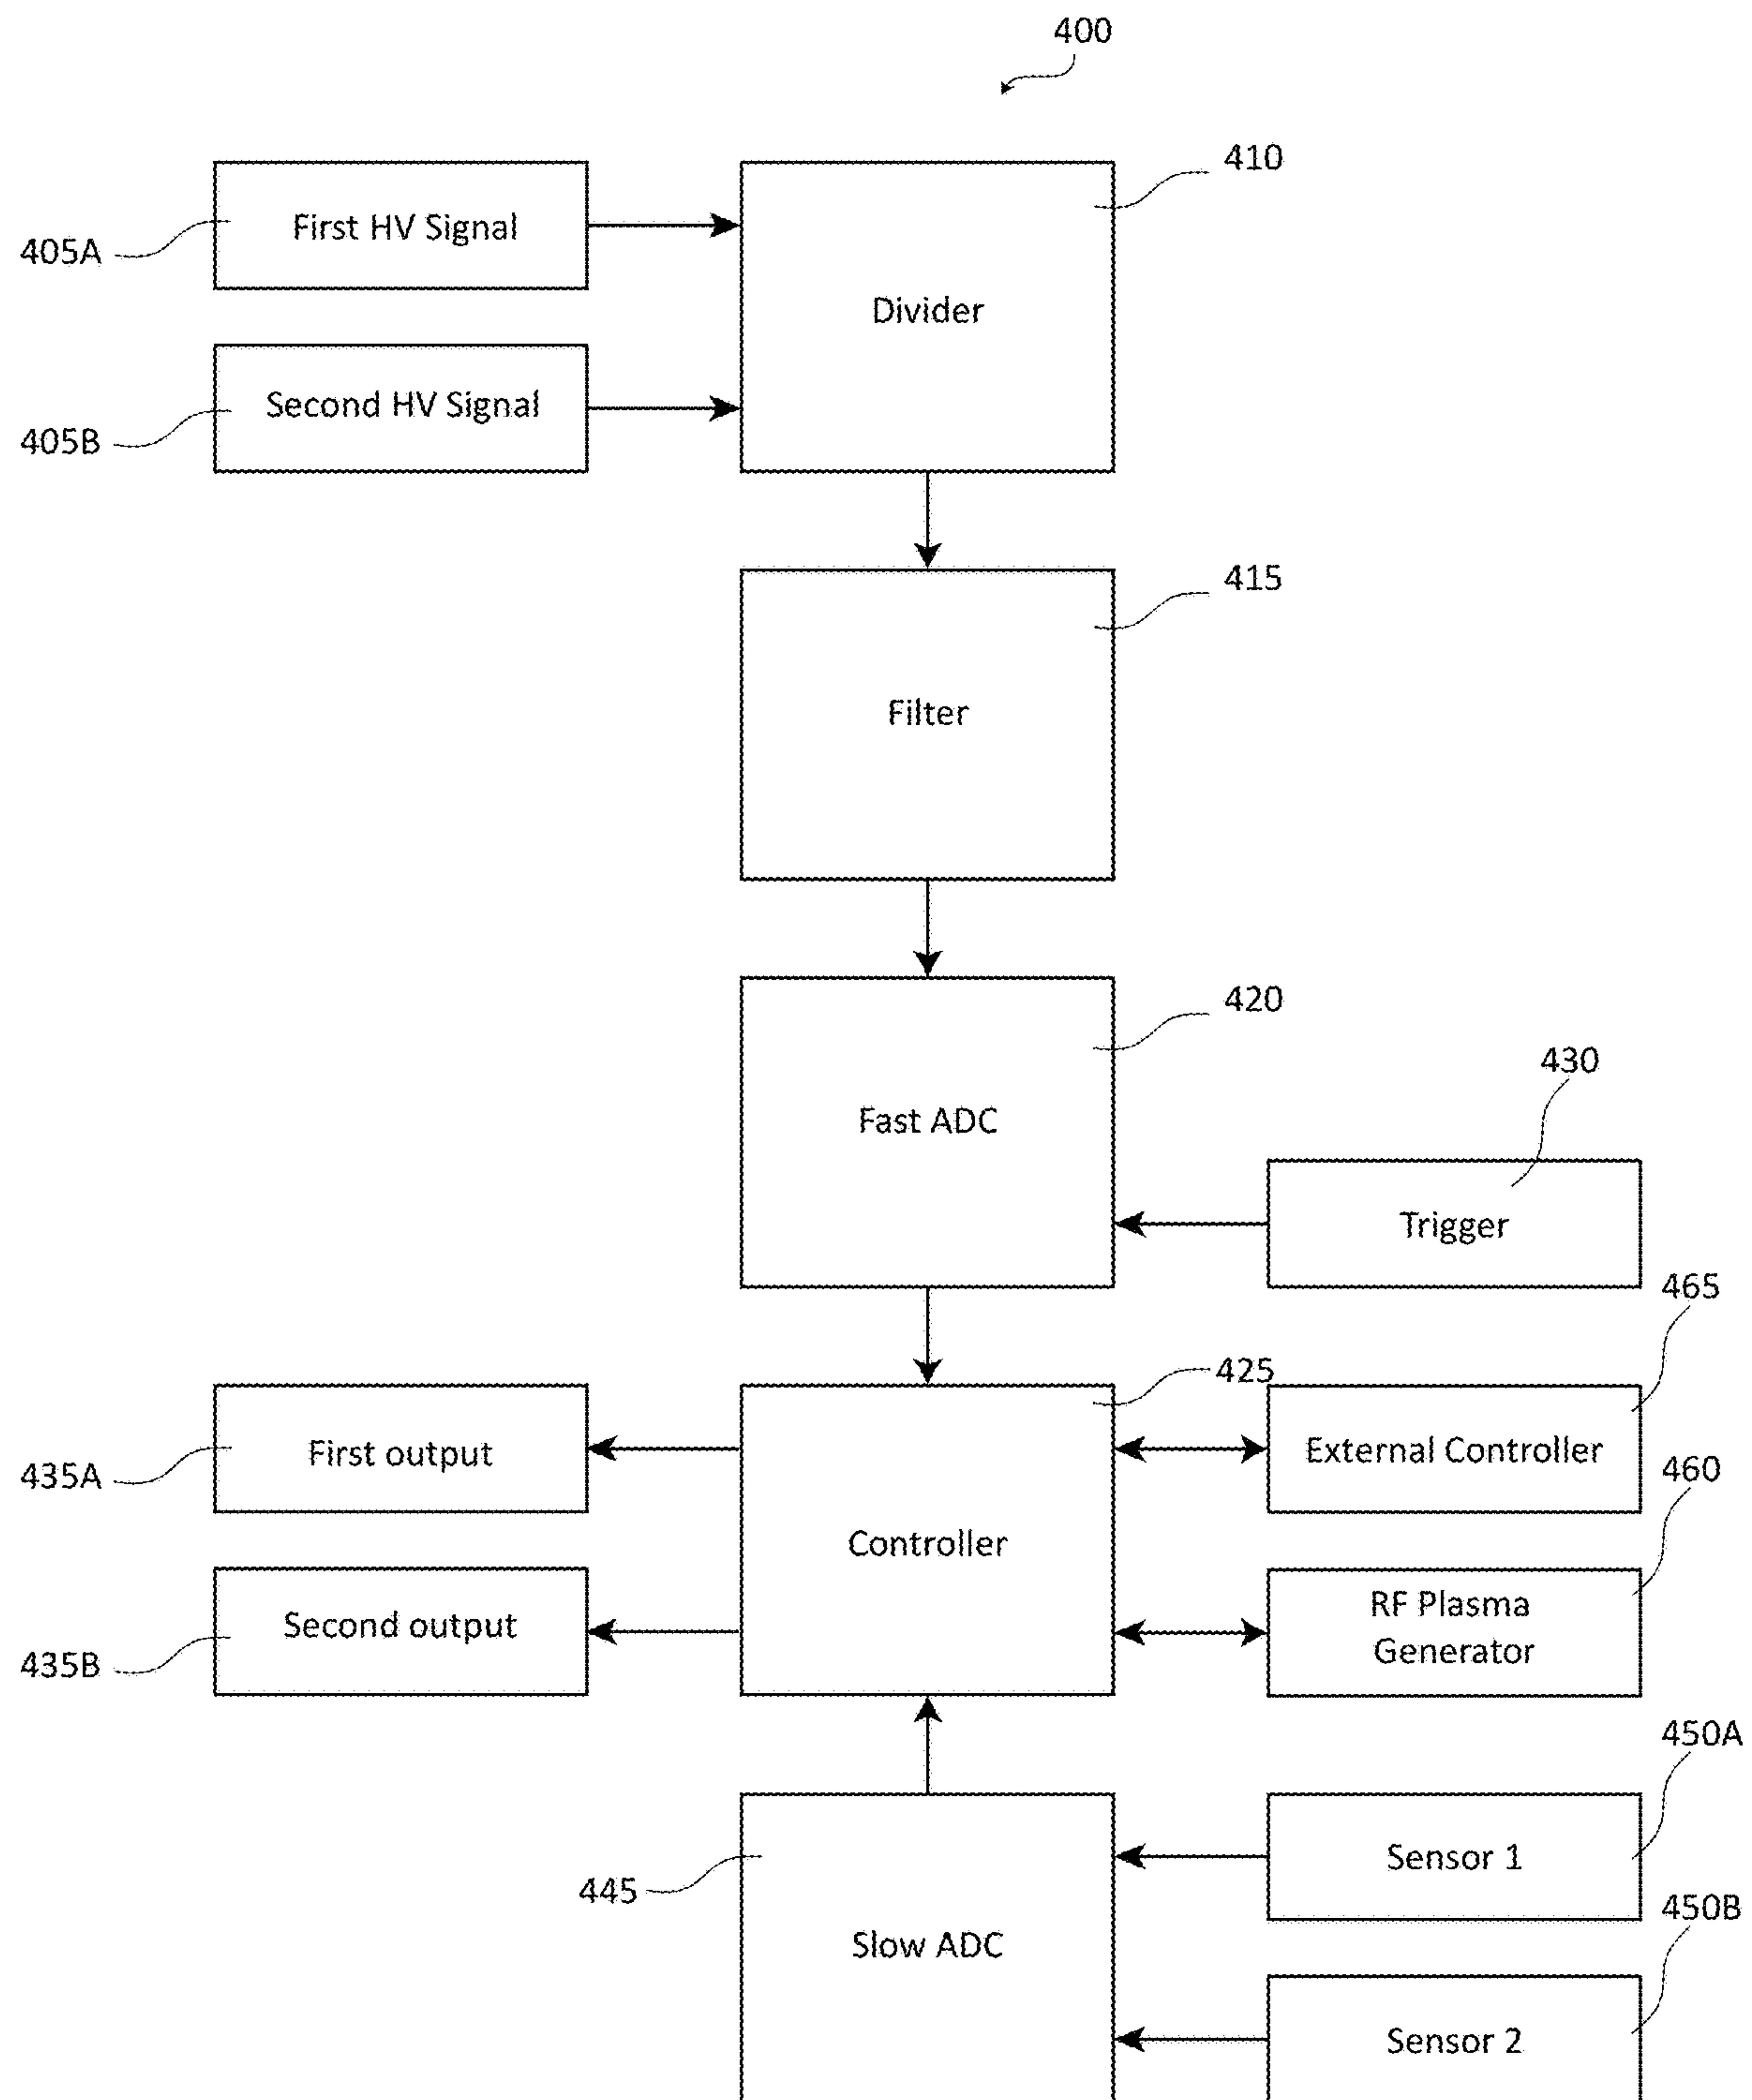 400
410
First HV Signal
405A
Divider
Second HV Signal
405B
415
Filter
420
430
Fast ADC
Trigger
465
425
First output
435A
External Controller
460
Controller
RF Plasma
Generator
Second output
435B
450A
Sensor 1
445
450B
Slow ADC
Sensor 2